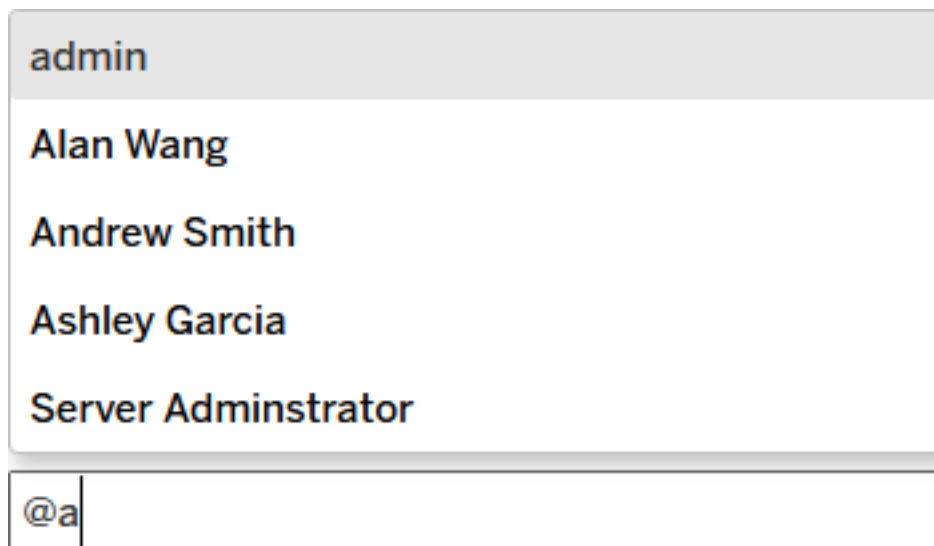 admin
Alan Wang
Andrew Smith
Ashley Garcia
Server Adminstrator
@a